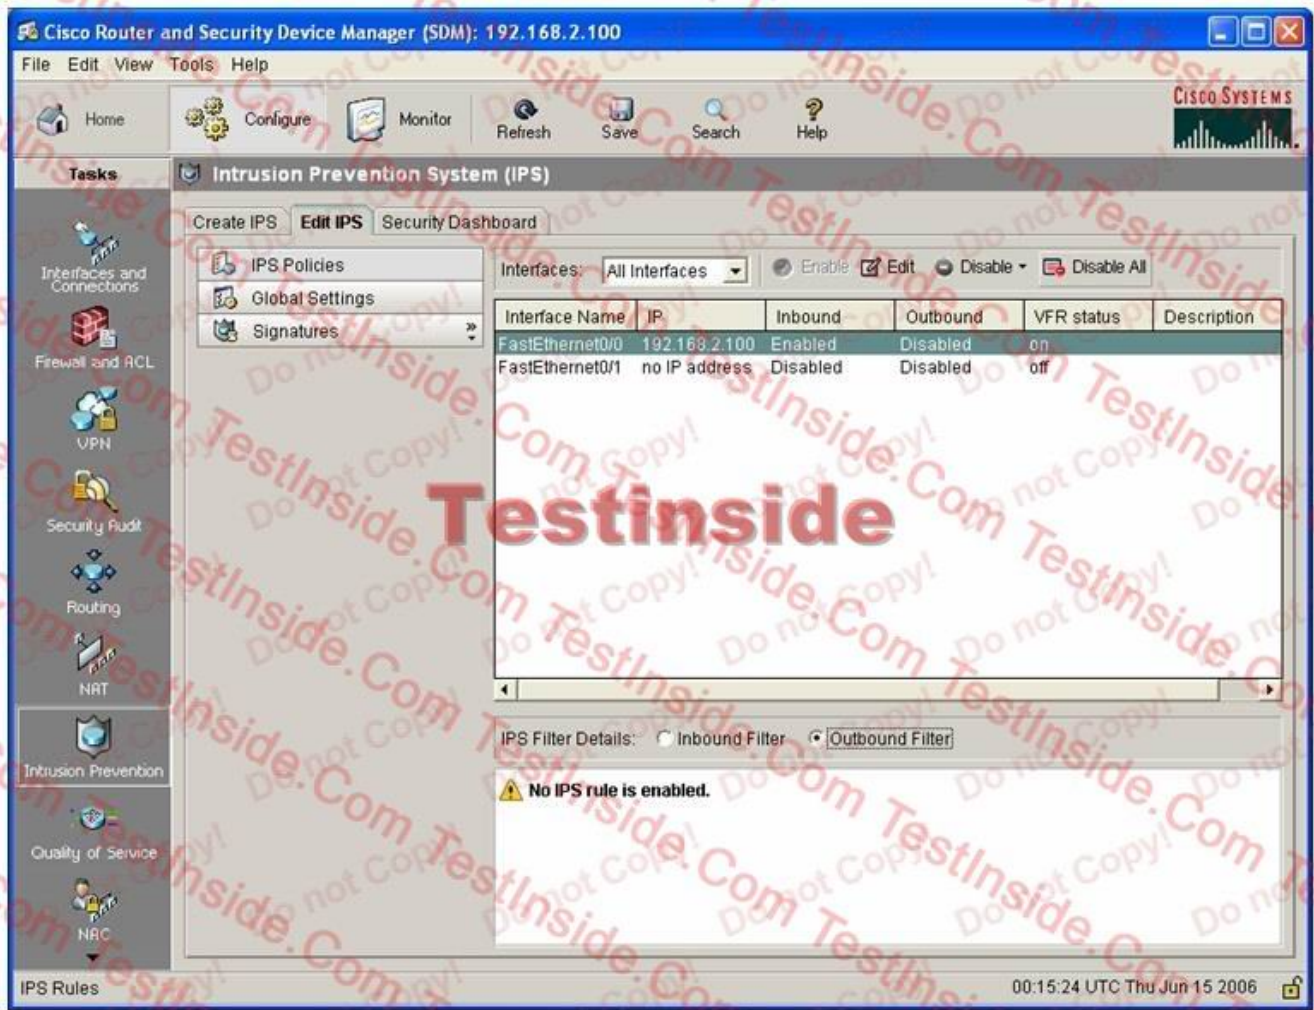 Cisco Router and Security Device Manager (SDM): 192.168.2.100
File Edit View Tools Help
Home Configure Monitor Refresh Save Search Help
CISCO SYSTEMS
Tasks
Intrusion Prevention System (IPS)
Create IPS Edit IPS Security Dashboard
Interfaces and Connections
Firewall and ACL
VPN
Security Audit
Routing
NAT
Intrusion Prevention
Quality of Service
NAC
IPS Policies
Global Settings
Signatures
Interfaces: All Interfaces Enable Edit Disable Disable All
Interface Name IP Inbound Outbound VFR status Description
FastEthernet0/0 192.168.2.100 Enabled Disabled on
FastEthernet0/1 no IP address Disabled Disabled off
Testinside
IPS Filter Details: Inbound Filter Outbound Filter
No IPS rule is enabled.
IPS Rules
00:15:24 UTC Thu Jun 15 2006
TestInside.Com
Do not Copy!